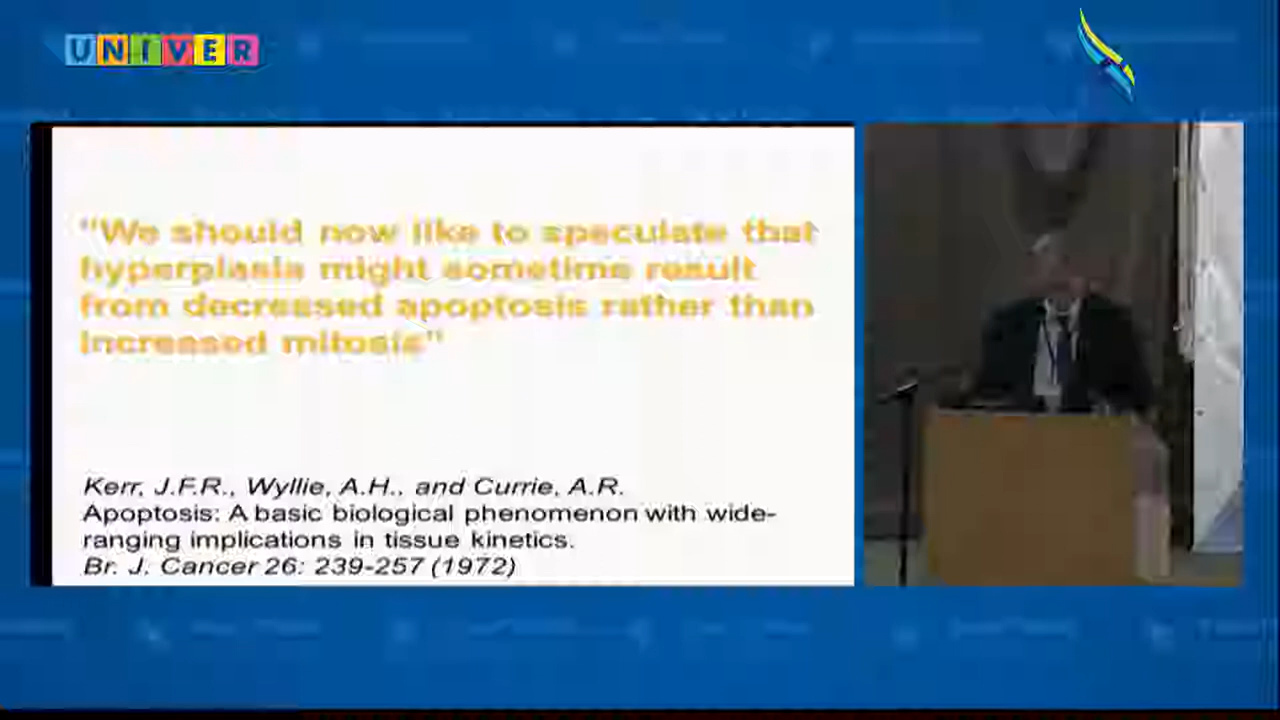 UNIVER
"We should now like to speculate that
hyperplasia might sometime result
from decreased apoptosis rather than
increased mitosis"
Kerr, J.F.R., Wyllie, A.H., and Currie, A.R.
Apoptosis: A basic biological phenomenon with wide-
ranging implications in tissue kinetics.
Br. J. Cancer 26: 239-257 (1972)